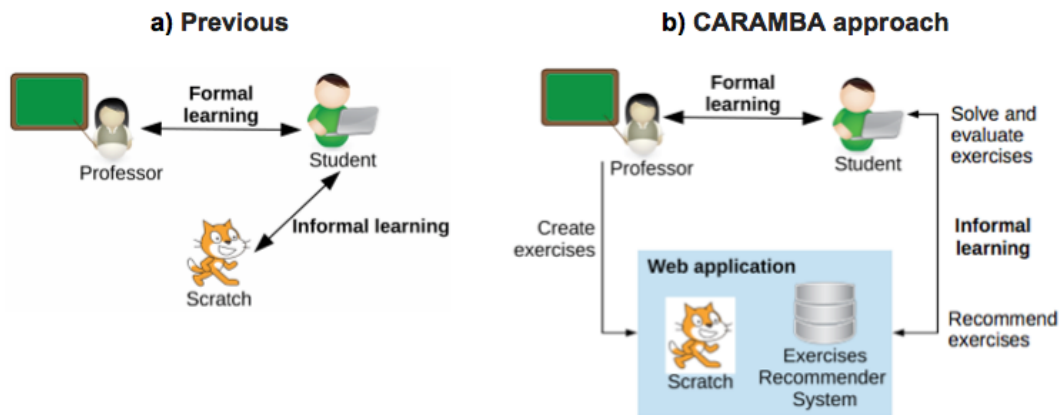 a) Previous
Formal
learning
Professor
Student
Informal learning
Scratch
b) CARAMBA approach
Formal
learning
Professor
Student
Solve and
evaluate
exercises
Create
exercises
Informal
learning
Web application
Scratch
Exercises
Recommender
System
Recommend
exercises